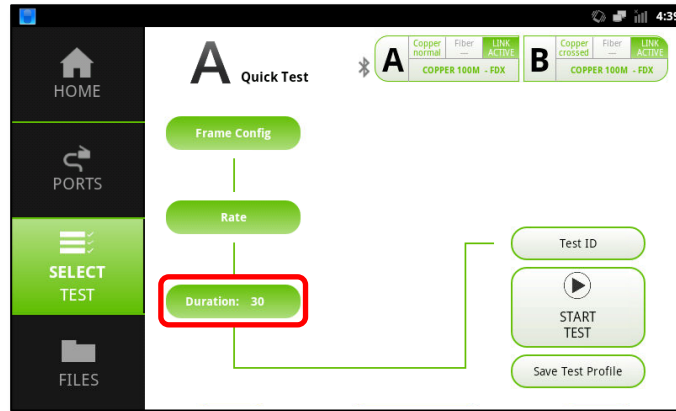 4:39
HOME
PORTS
SELECT
TEST
FILES
A Quick Test
A
Copper
normal
Fiber
---
LINK
ACTIVE
COPPER 100M - FDX
B
Copper
crossed
Fiber
---
LINK
ACTIVE
COPPER 100M - FDX
Frame Config
Rate
Duration: 30
Test ID
START
TEST
Save Test Profile